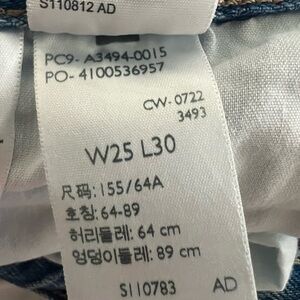 S110812 AD
PC9- A3494-0015
PO- 4100536957
CW-0722
3493
W25 L30
尺码: 155/64A
호칭: 64-89
허리둘레: 64 cm
엉덩이둘레: 89 cm
S110783 AD